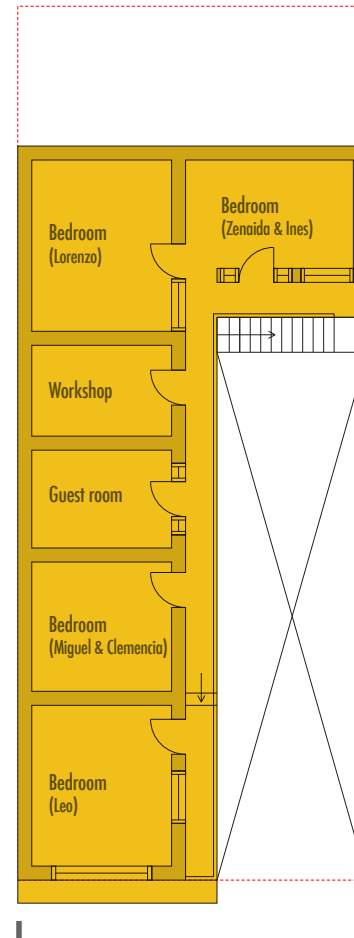 Bedroom
(Zenaida & Ines)
Bedroom
(Lorenzo)
Workshop
Guest room
Bedroom
(Miguel & Clemencia)
Bedroom
(Leo)